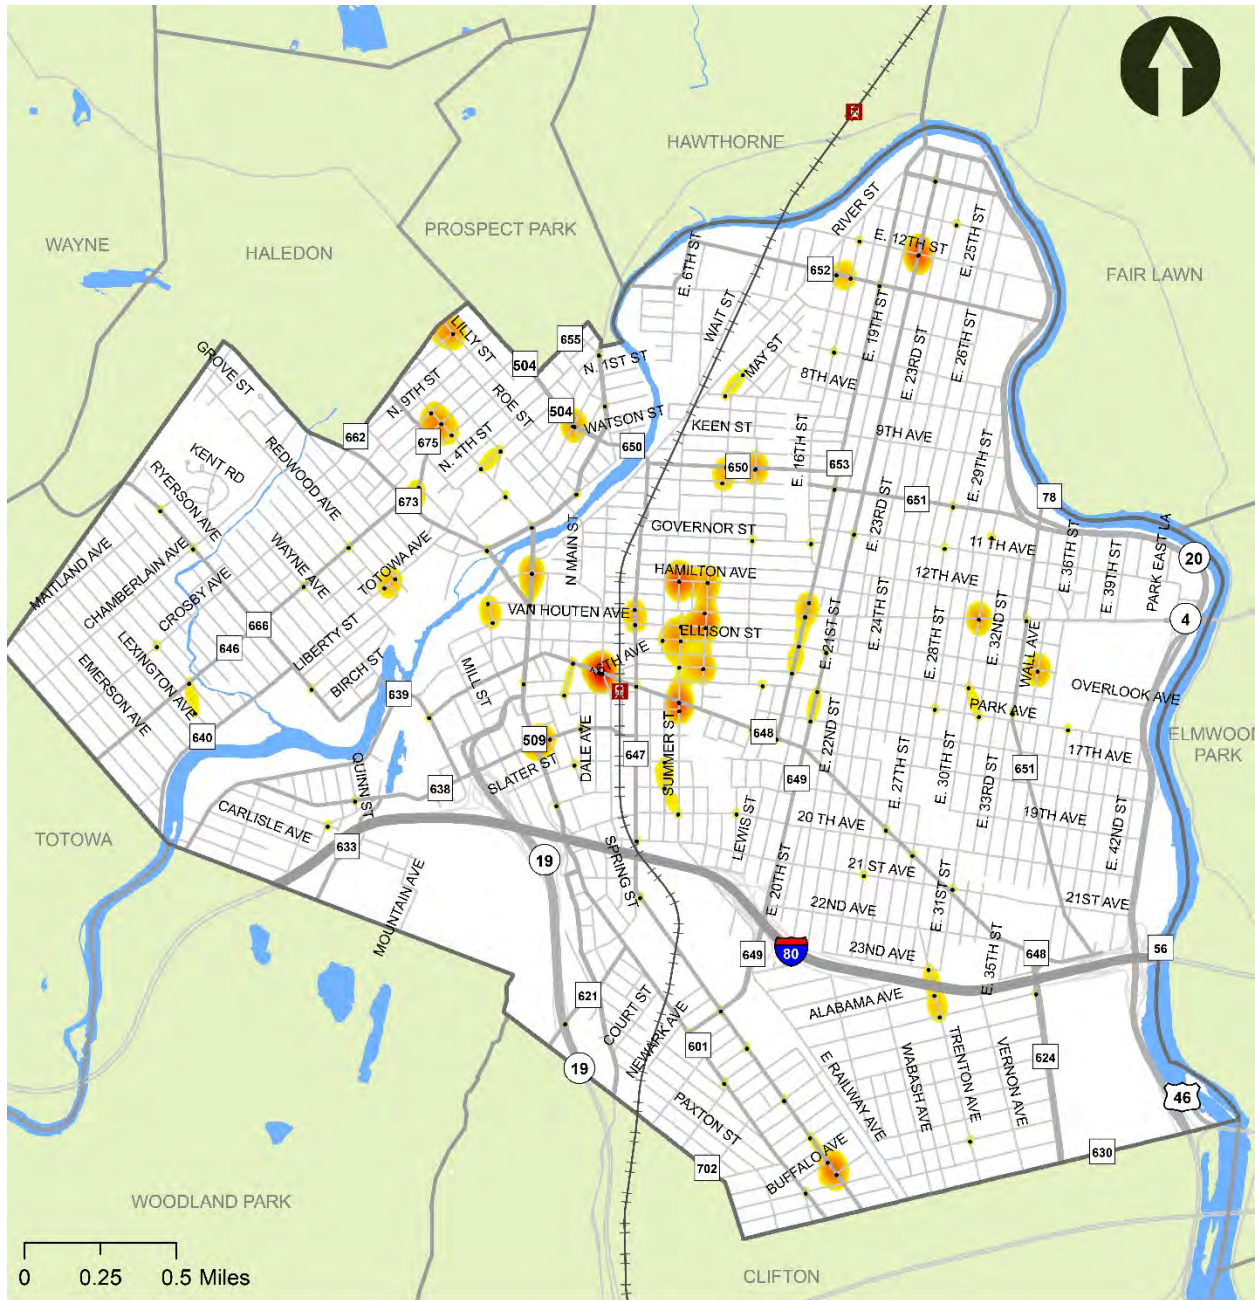 HAWTHORNE
RIVER ST
PROSPECT PARK
WAYNE
HALEDON
E. 12TH ST
E. 25TH ST
E. 6TH ST
FAIR LAWN
652
WAIT ST
E. 19TH ST
LILLY ST
655
504
N. 1ST ST
MAY ST
E. 23RD ST
E. 26TH ST
GROVE ST
8TH AVE
N. 9TH ST
ROE ST
504
WATSON ST
KEEN ST
9TH AVE
662
675
N. 4TH ST
650
KENT RD
REDWOOD AVE
650
E. 16TH ST
653
E. 29TH ST
RYERSON AVE
673
651
78
GOVERNOR ST
E. 23RD ST
N MAIN ST
11 TH AVE
E. 36TH ST
PARK EAST LA
20
MAITLAND AVE
CHAMBERLAIN AVE
WAYNE AVE
TOTOWA AVE
HAMILTON AVE
12TH AVE
E. 39TH ST
CROSBY AVE
VAN HOUTEN AVE
E. 24TH ST
4
666
ELLISON ST
E. 21ST ST
E. 28TH ST
E. 32ND ST
646
LIBERTY ST
BIRCH ST
16TH AVE
WALL AVE
LEXINGTON AVE
EMERSON AVE
639
MILL ST
OVERLOOK AVE
PARK AVE
640
509
DALE AVE
647
SUMMER ST
648
E. 22ND ST
17TH AVE
ELMWOOD
PARK
SLATER ST
649
E. 27TH ST
E. 30TH ST
651
QUINN ST
638
E. 33RD ST
CARLISLE AVE
LEWIS ST
20 TH AVE
19TH AVE
E. 42ND ST
TOTOWA
633
19
SPRING ST
21 ST AVE
E. 20TH ST
E. 31ST ST
21ST AVE
MOUNTAIN AVE
22ND AVE
23ND AVE
E. 35TH ST
649
80
648
56
621
COURT ST
NEWARK AVE
ALABAMA AVE
601
19
E RAILWAY AVE
WABASH AVE
TRENTON AVE
VERNON AVE
624
46
PAXTON ST
BUFFALO AVE
702
630
WOODLAND PARK
0 0.25 0.5 Miles
CLIFTON